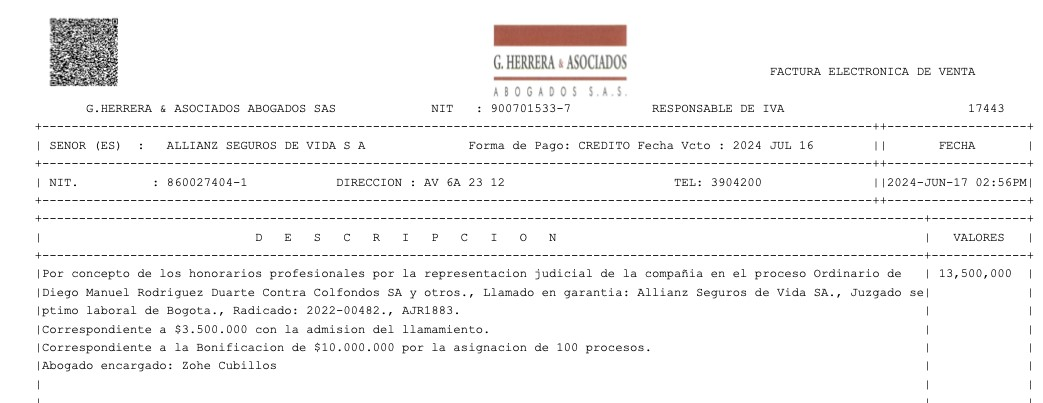 G. HERRERA & ASOCIADOS
ABOGADOS S.A.S.
FACTURA ELECTRONICA DE VENTA
G.HERRERA & ASOCIADOS ABOGADOS SAS NIT : 900701533-7 RESPONSABLE DE IVA 17443
SENOR (ES) : ALLIANZ SEGUROS DE VIDA S A Forma de Pago: CREDITO Fecha Vcto : 2024 JUL 16 FECHA
NIT. : 860027404-1 DIRECCION : AV 6A 23 12 TEL: 3904200 2024-JUN-17 02:56PM
D E S C R I P C I O N VALORES
Por concepto de los honorarios profesionales por la representacion judicial de la compañia en el proceso Ordinario de 13,500,000
Diego Manuel Rodriguez Duarte Contra Colfondos SA y otros., Llamado en garantia: Allianz Seguros de Vida SA., Juzgado se
ptimo laboral de Bogota., Radicado: 2022-00482., AJR1883.
Correspondiente a $3.500.000 con la admision del llamamiento.
Correspondiente a la Bonificacion de $10.000.000 por la asignacion de 100 procesos.
Abogado encargado: Zohe Cubillos